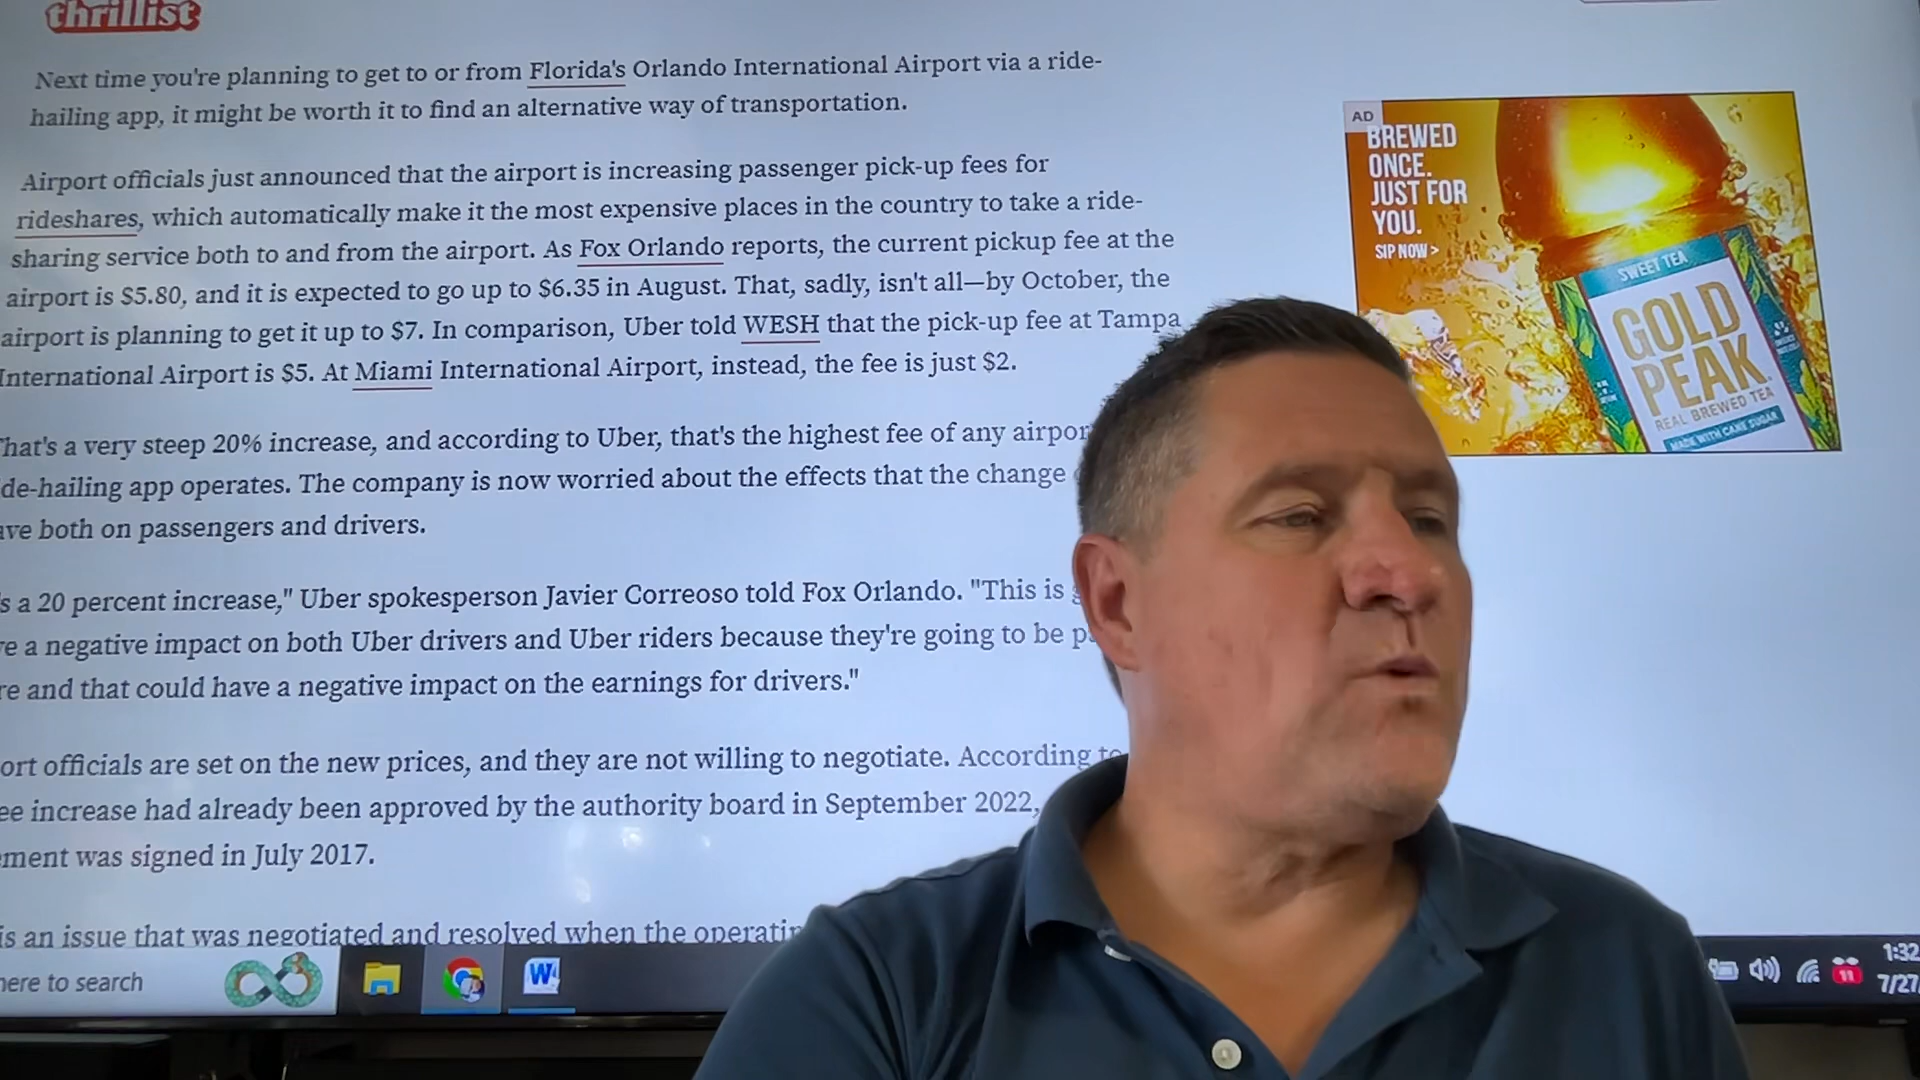 thrillist
Next time you're planning to get to or from Florida's Orlando International Airport via a ride-
hailing app, it might be worth it to find an alternative way of transportation.
Airport officials just announced that the airport is increasing passenger pick-up fees for
rideshares, which automatically make it the most expensive places in the country to take a ride-
sharing service both to and from the airport. As Fox Orlando reports, the current pickup fee at the
airport is $5.80, and it is expected to go up to $6.35 in August. That, sadly, isn't all—by October, the
airport is planning to get it up to $7. In comparison, Uber told WESH that the pick-up fee at Tampa
International Airport is $5. At Miami International Airport, instead, the fee is just $2.
hat's a very steep 20% increase, and according to Uber, that's the highest fee of any airpor
de-hailing app operates. The company is now worried about the effects that the change
ave both on passengers and drivers.
s a 20 percent increase," Uber spokesperson Javier Correoso told Fox Orlando. "This is
e a negative impact on both Uber drivers and Uber riders because they're going to be p
re and that could have a negative impact on the earnings for drivers."
ort officials are set on the new prices, and they are not willing to negotiate. According to
ee increase had already been approved by the authority board in September 2022,
ment was signed in July 2017.
is an issue that was negotiated and resolved when the operatin
AD
BREWED
ONCE.
JUST FOR
YOU.
SIP NOW >
SWEET TEA
GOLD
PEAK
REAL BREWED TEA
MADE WITH CANE SUGAR
here to search
W
11
1:32
7/27